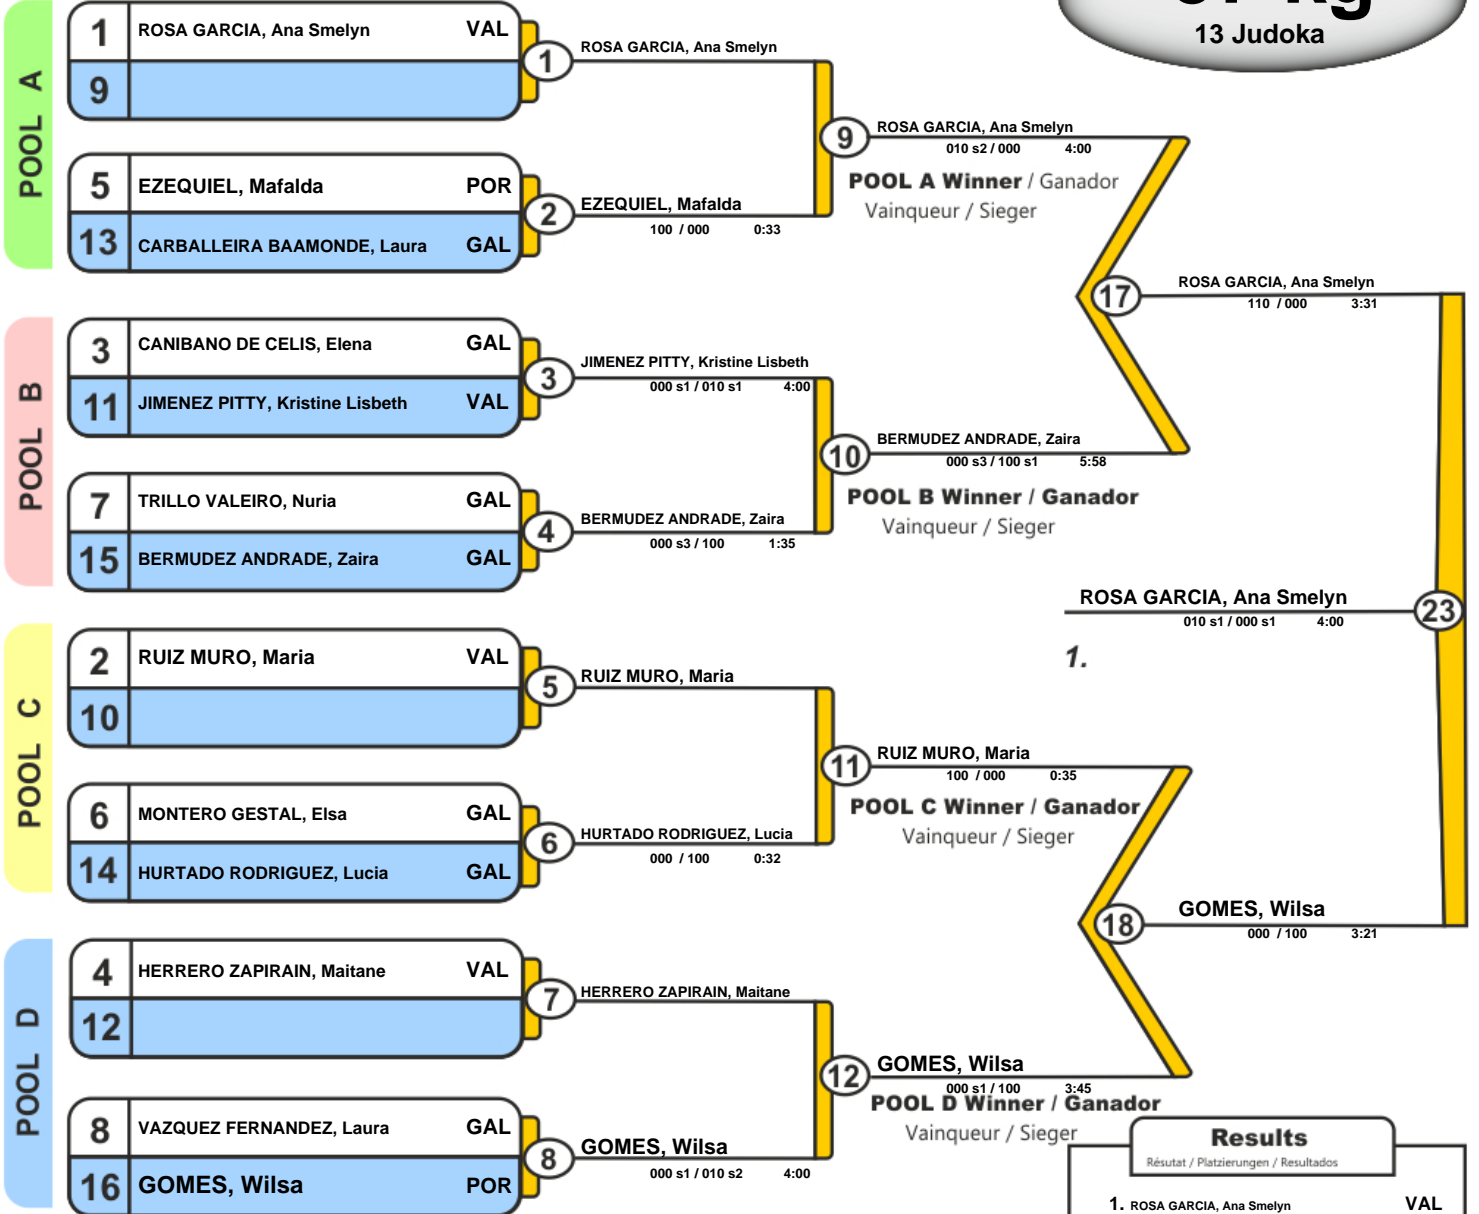 13 Judoka
POOL A
1 ROSA GARCIA, Ana Smelyn VAL
9
1 ROSA GARCIA, Ana Smelyn
5 EZEQUIEL, Mafalda POR
13 CARBALLEIRA BAAMONDE, Laura GAL
2 EZEQUIEL, Mafalda
100 / 000 0:33
9 ROSA GARCIA, Ana Smelyn
010 s2 / 000 4:00
POOL A Winner / Ganador
Vainqueur / Sieger
POOL B
3 CANIBANO DE CELIS, Elena GAL
11 JIMENEZ PITTY, Kristine Lisbeth VAL
3 JIMENEZ PITTY, Kristine Lisbeth
000 s1 / 010 s1 4:00
7 TRILLO VALEIRO, Nuria GAL
15 BERMUDEZ ANDRADE, Zaira GAL
4 BERMUDEZ ANDRADE, Zaira
000 s3 / 100 1:35
10 BERMUDEZ ANDRADE, Zaira
000 s3 / 100 s1 5:58
POOL B Winner / Ganador
Vainqueur / Sieger
17 ROSA GARCIA, Ana Smelyn
110 / 000 3:31
ROSA GARCIA, Ana Smelyn 23
010 s1 / 000 s1 4:00
1.
POOL C
2 RUIZ MURO, Maria VAL
10
5 RUIZ MURO, Maria
6 MONTERO GESTAL, Elsa GAL
14 HURTADO RODRIGUEZ, Lucia GAL
6 HURTADO RODRIGUEZ, Lucia
000 / 100 0:32
11 RUIZ MURO, Maria
100 / 000 0:35
POOL C Winner / Ganador
Vainqueur / Sieger
18 GOMES, Wilsa
000 / 100 3:21
POOL D
4 HERRERO ZAPIRAIN, Maitane VAL
12
7 HERRERO ZAPIRAIN, Maitane
8 VAZQUEZ FERNANDEZ, Laura GAL
16 GOMES, Wilsa POR
8 GOMES, Wilsa
000 s1 / 010 s2 4:00
12 GOMES, Wilsa
000 s1 / 100 3:45
POOL D Winner / Ganador
Vainqueur / Sieger
Results
Résutat / Platzierungen / Resultados
1. ROSA GARCIA, Ana Smelyn VAL